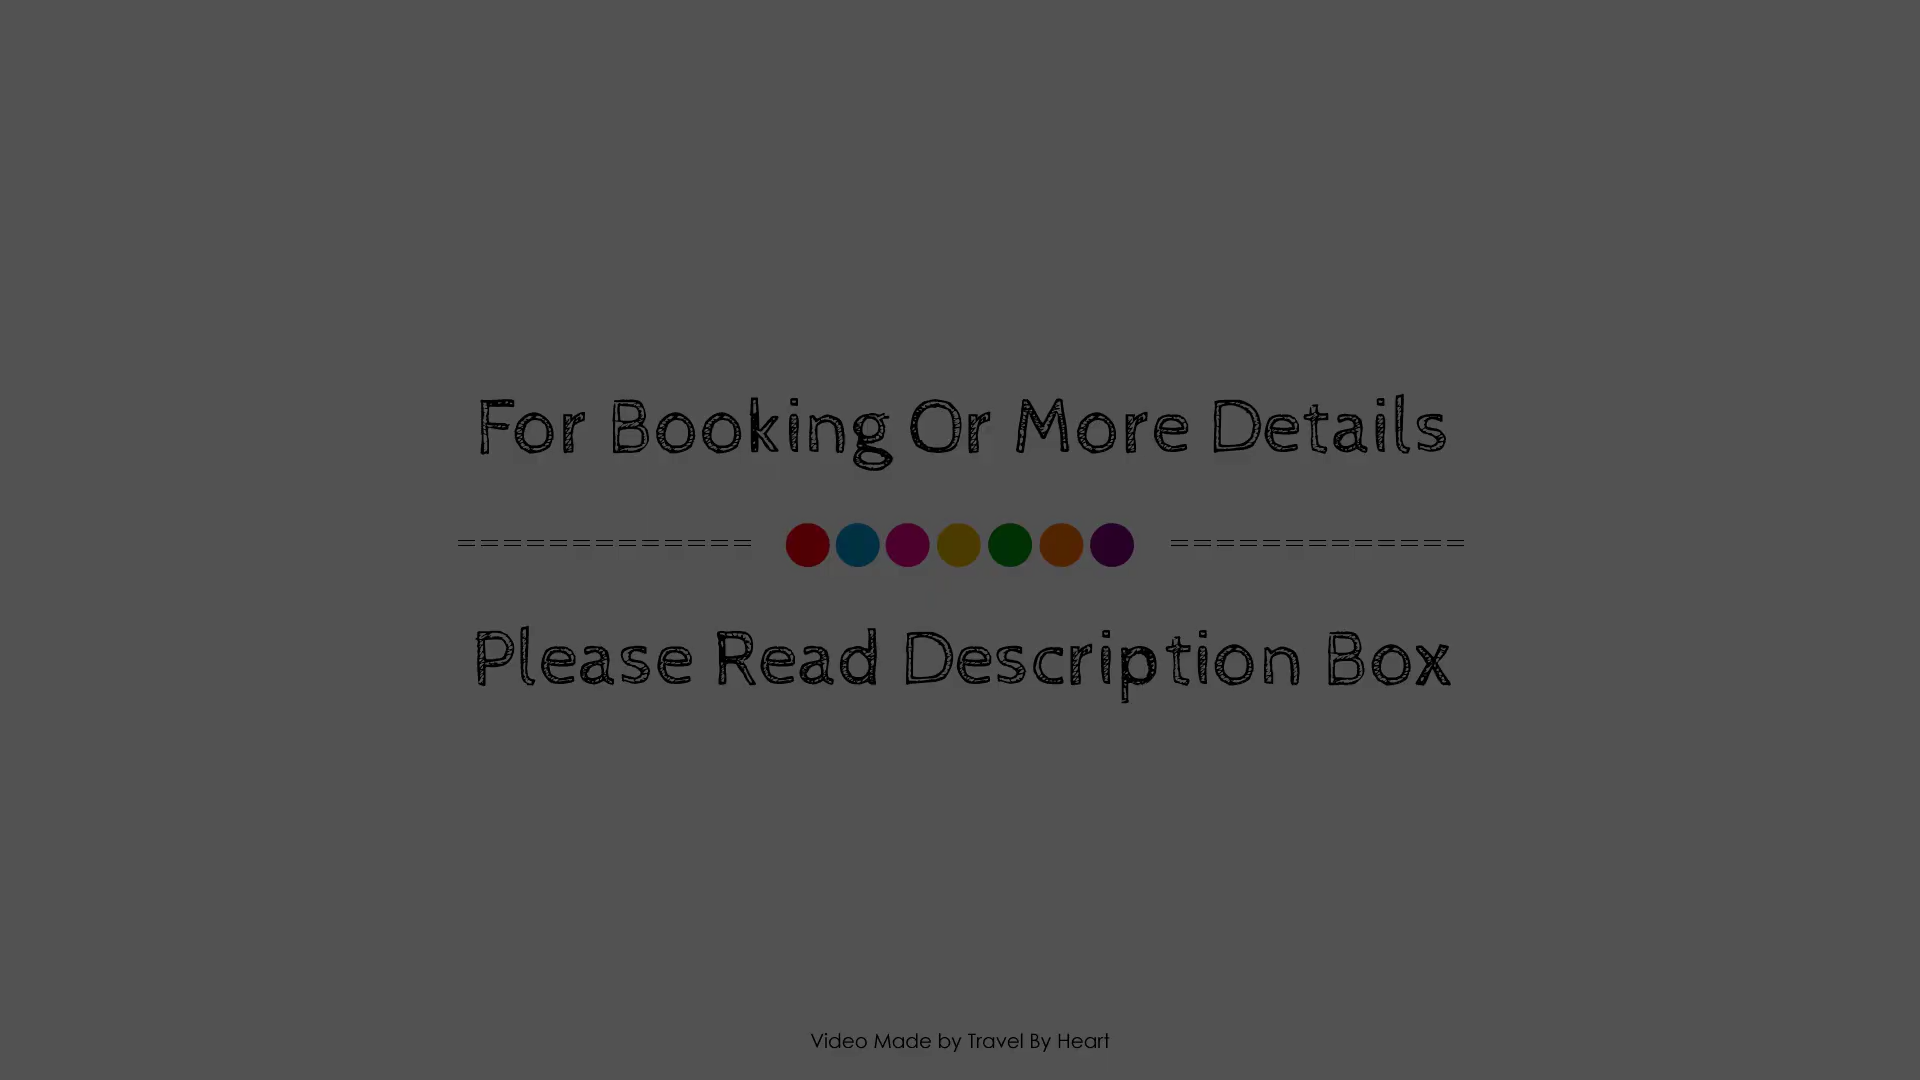 For Booking Or More Details
============= =============
Please Read Description Box
Video Made by Travel By Heart